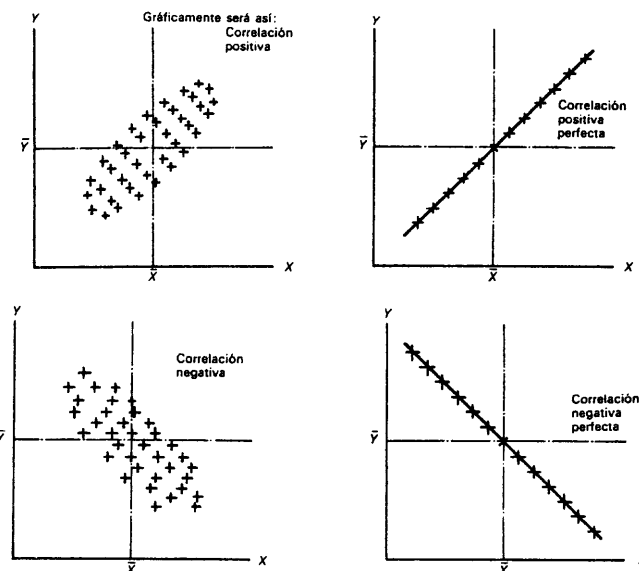 Gráficamente será así:
Correlación
positiva
Y
Y̅
X̅
X
Y
Correlación
positiva
perfecta
Y̅
X̅
X
Y
Correlación
negativa
Y̅
X̅
X
Y
Correlación
negativa
perfecta
Y̅
X̅